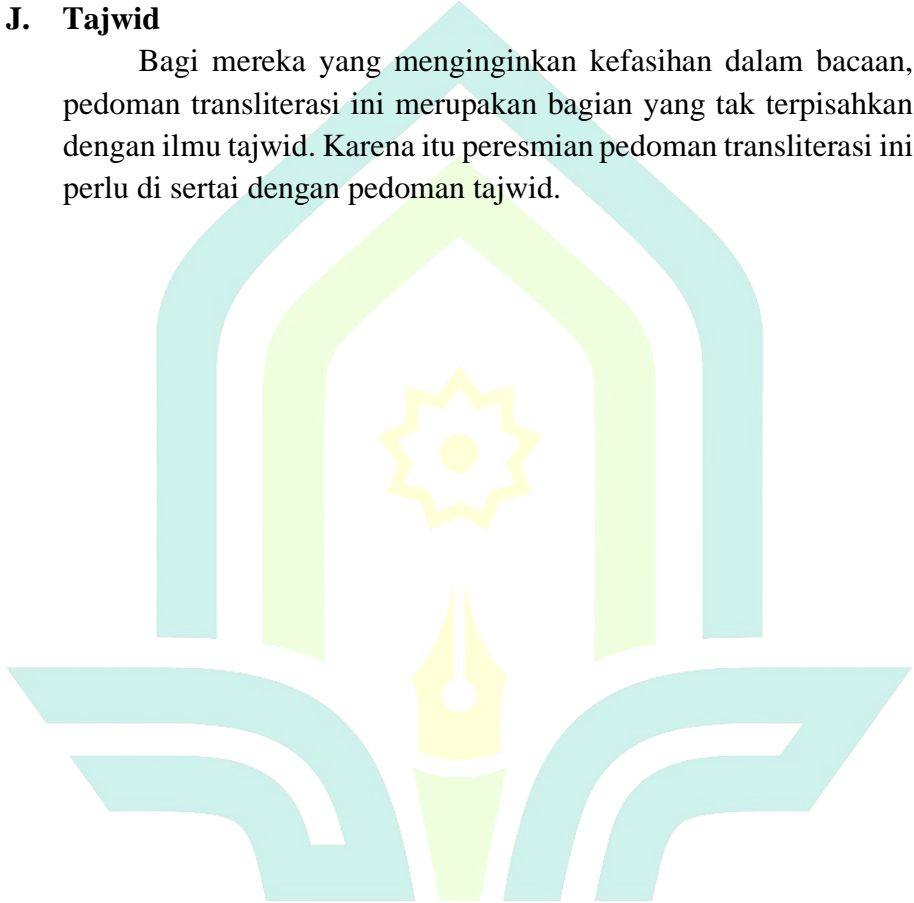 J. Tajwid
Bagi mereka yang menginginkan kefasihan dalam bacaan,
pedoman transliterasi ini merupakan bagian yang tak terpisahkan
dengan ilmu tajwid. Karena itu peresmian pedoman transliterasi ini
perlu di sertai dengan pedoman tajwid.